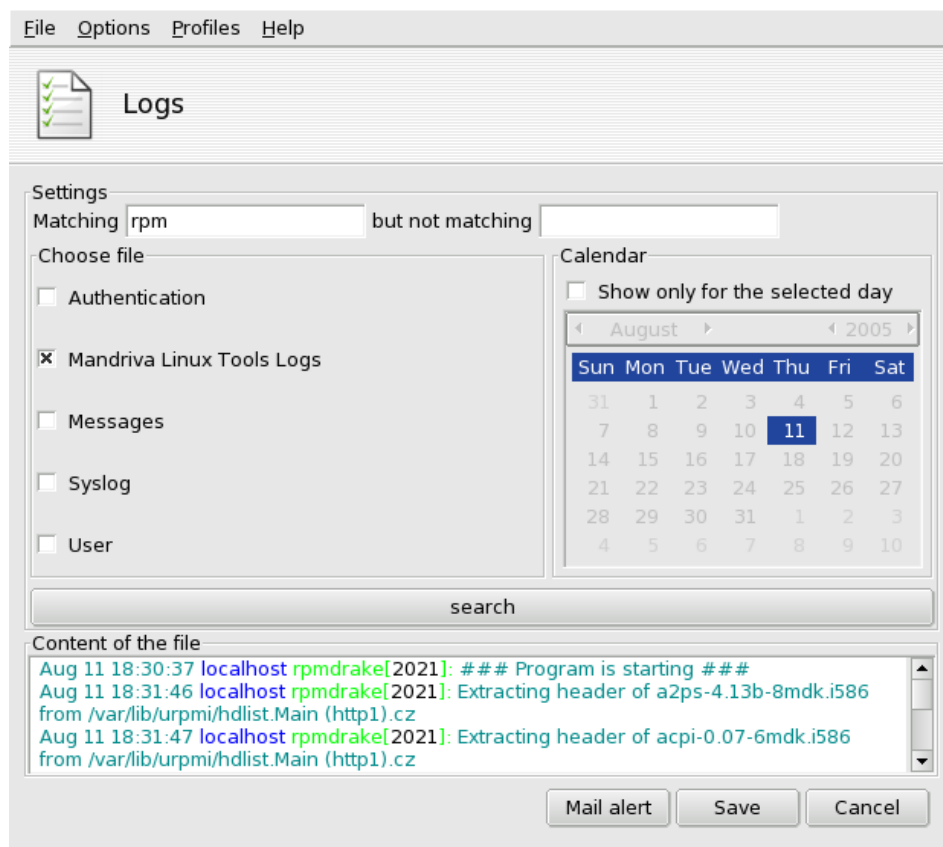 File Options Profiles Help
Logs
Settings
Matching rpm but not matching
Choose file
Authentication
Mandriva Linux Tools Logs
Messages
Syslog
User
Calendar
Show only for the selected day
August 2005
Sun Mon Tue Wed Thu Fri Sat
31 1 2 3 4 5 6
7 8 9 10 11 12 13
14 15 16 17 18 19 20
21 22 23 24 25 26 27
28 29 30 31 1 2 3
4 5 6 7 8 9 10
search
Content of the file
Aug 11 18:30:37 localhost rpmdrake[2021]: ### Program is starting ###
Aug 11 18:31:46 localhost rpmdrake[2021]: Extracting header of a2ps-4.13b-8mdk.i586
from /var/lib/urpmi/hdlist.Main (http1).cz
Aug 11 18:31:47 localhost rpmdrake[2021]: Extracting header of acpi-0.07-6mdk.i586
from /var/lib/urpmi/hdlist.Main (http1).cz
Mail alert Save Cancel